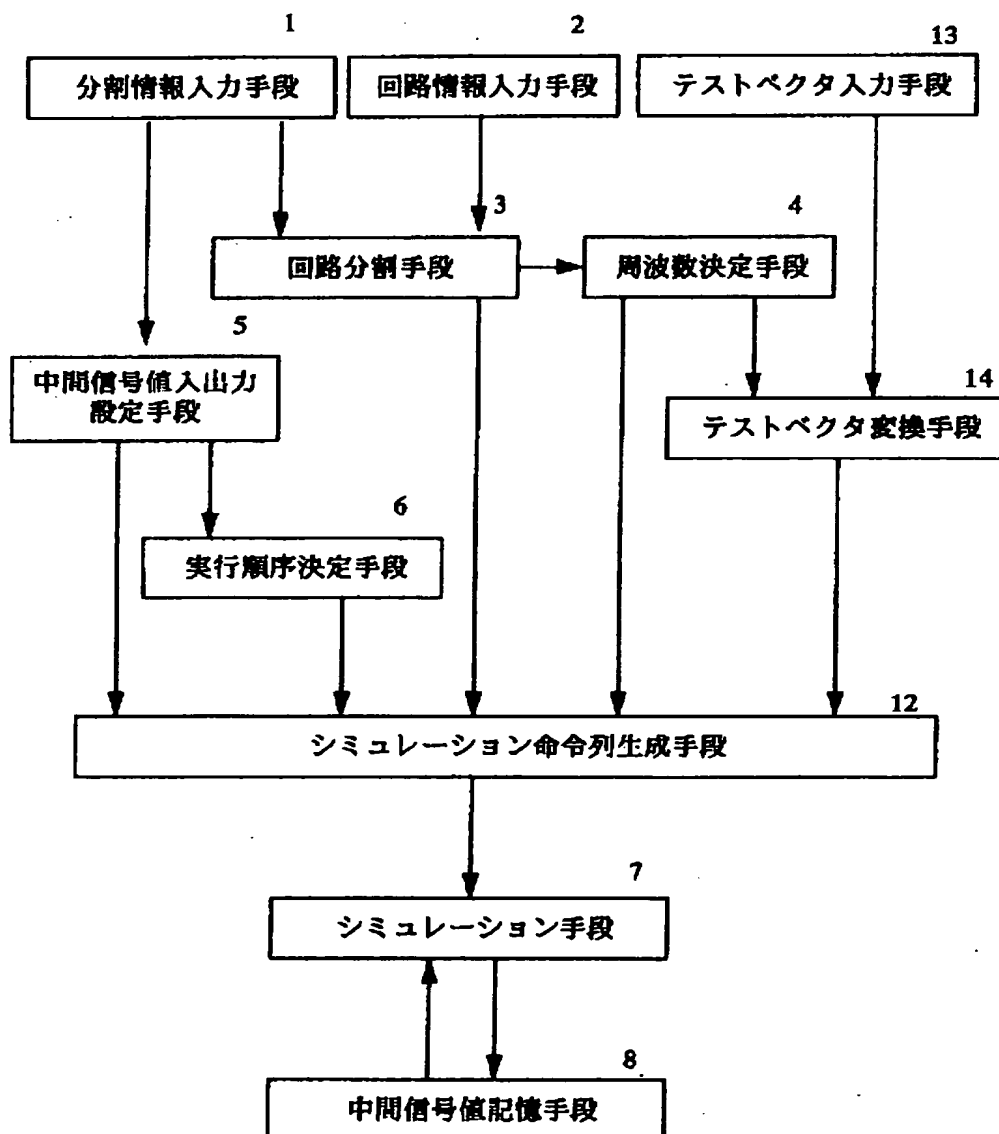 1
2
13
分割情報入力手段
回路情報入力手段
テストベクタ入力手段
3
4
回路分割手段
周波数決定手段
5
14
中間信号値入出力
設定手段
テストベクタ変換手段
6
実行順序決定手段
12
シミュレーション命令列生成手段
7
シミュレーション手段
8
中間信号値記憶手段